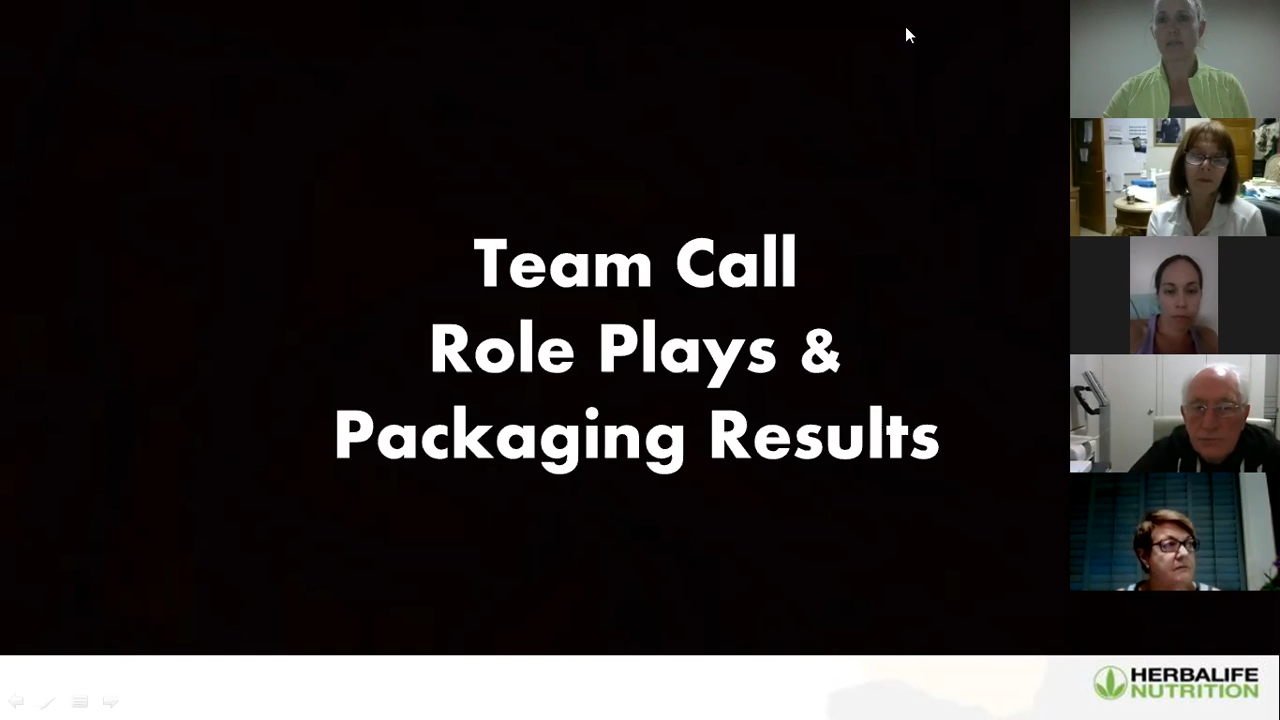 Team Call
Role Plays &
Packaging Results
HERBALIFE
NUTRITION